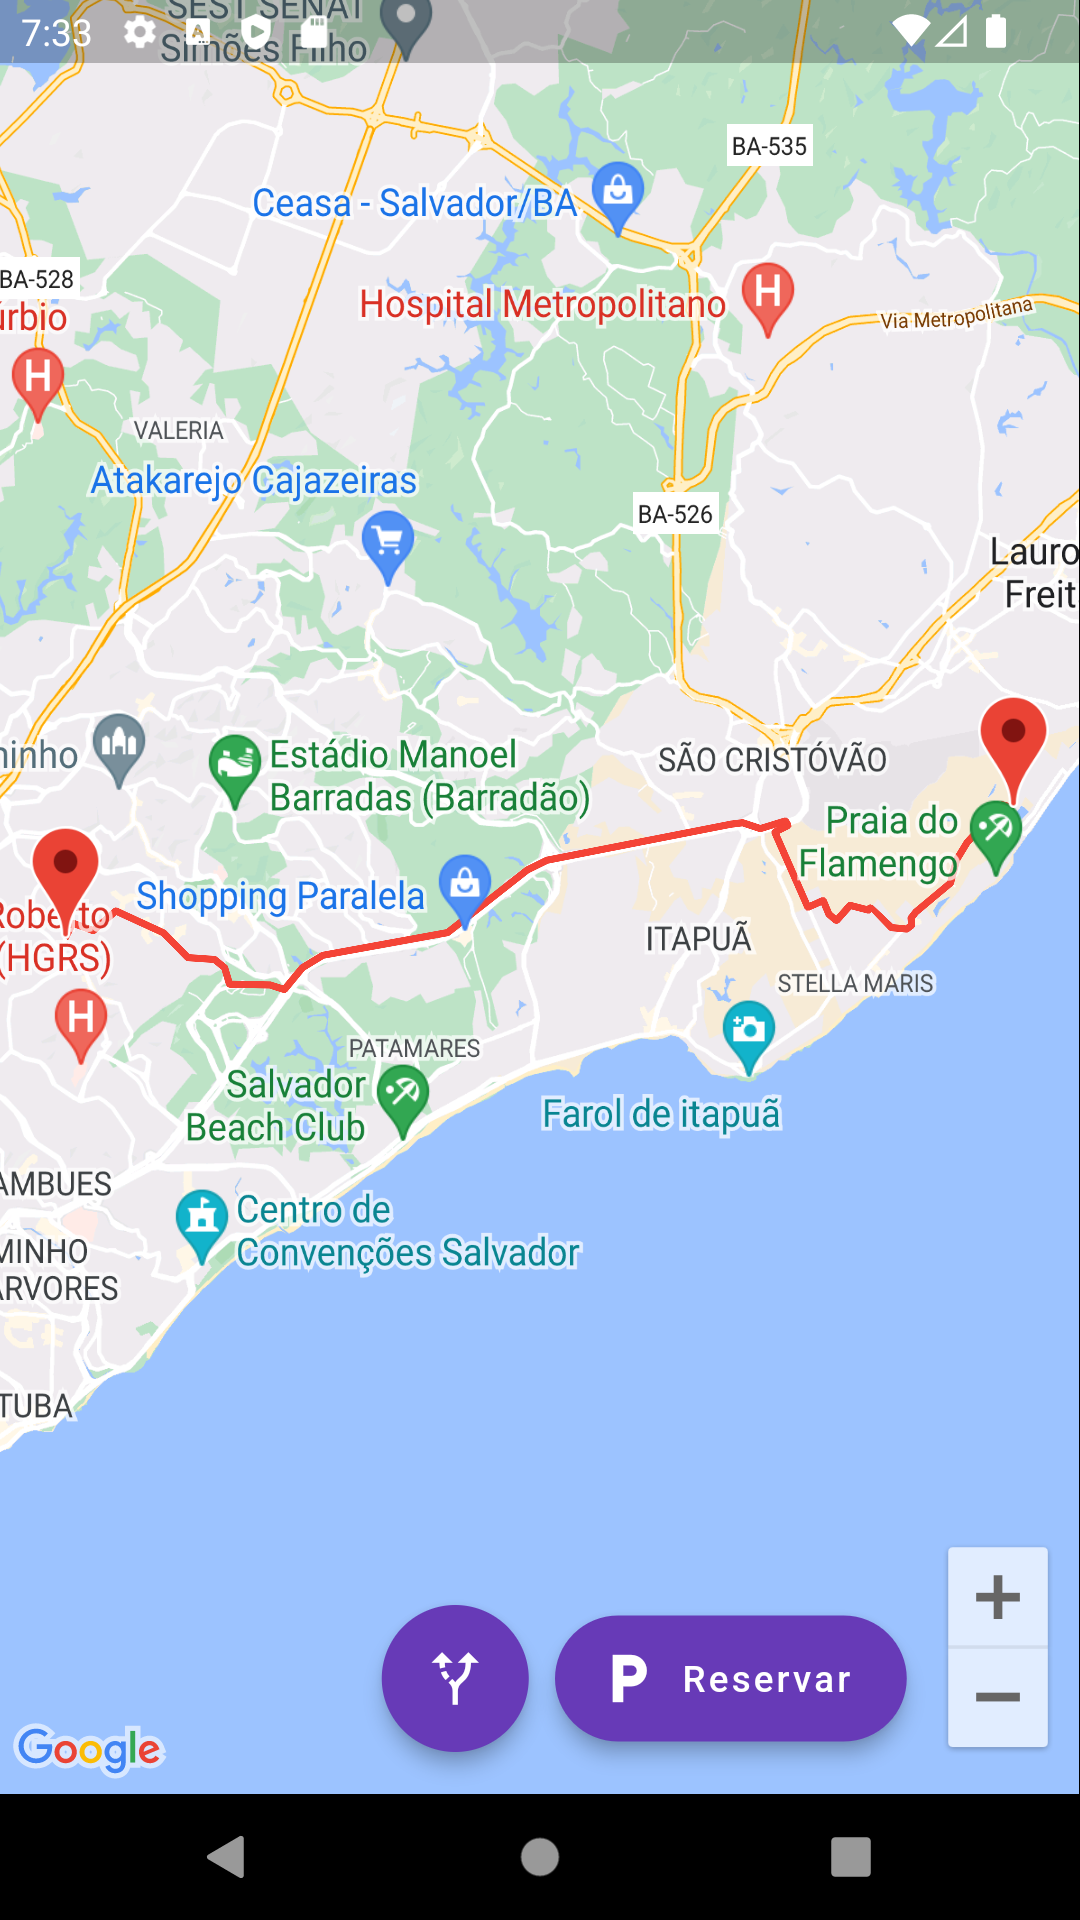 7:33
SEST SENAT
Simões Filho
BA-535
Ceasa - Salvador/BA
BA-528
Hospital Metropolitano
Via Metropolitana
úrbio
VALERIA
Atakarejo Cajazeiras
BA-526
Lauro
Freit
ninho
Estádio Manoel
Barradas (Barradão)
SÃO CRISTÓVÃO
Praia do
Flamengo
Shopping Paralela
Roberto
(HGRS)
ITAPUÃ
STELLA MARIS
PATAMARES
Salvador
Beach Club
Farol de itapuã
AMBUES
Centro de
Convenções Salvador
MINHO
ARVORES
TUBA
Reservar
Google